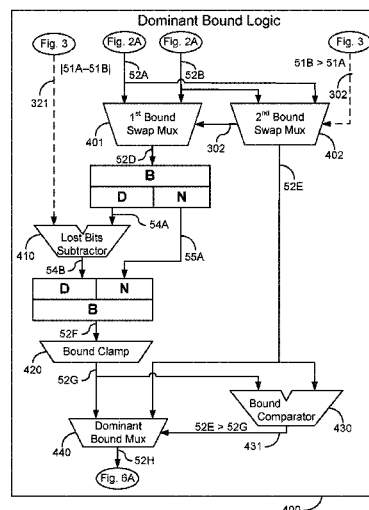 Dominant Bound Logic
Fig. 3
Fig. 2A
Fig. 2A
Fig. 3
|51A–51B|
52A
52B
51B > 51A
321
302
1st Bound Swap Mux
2nd Bound Swap Mux
401
302
402
52D
52E
B
D
N
54A
410
Lost Bits Subtractor
55A
54B
D
N
B
52F
Bound Clamp
420
52G
Bound Comparator
430
Dominant Bound Mux
52E > 52G
440
431
52H
Fig. 6A
400